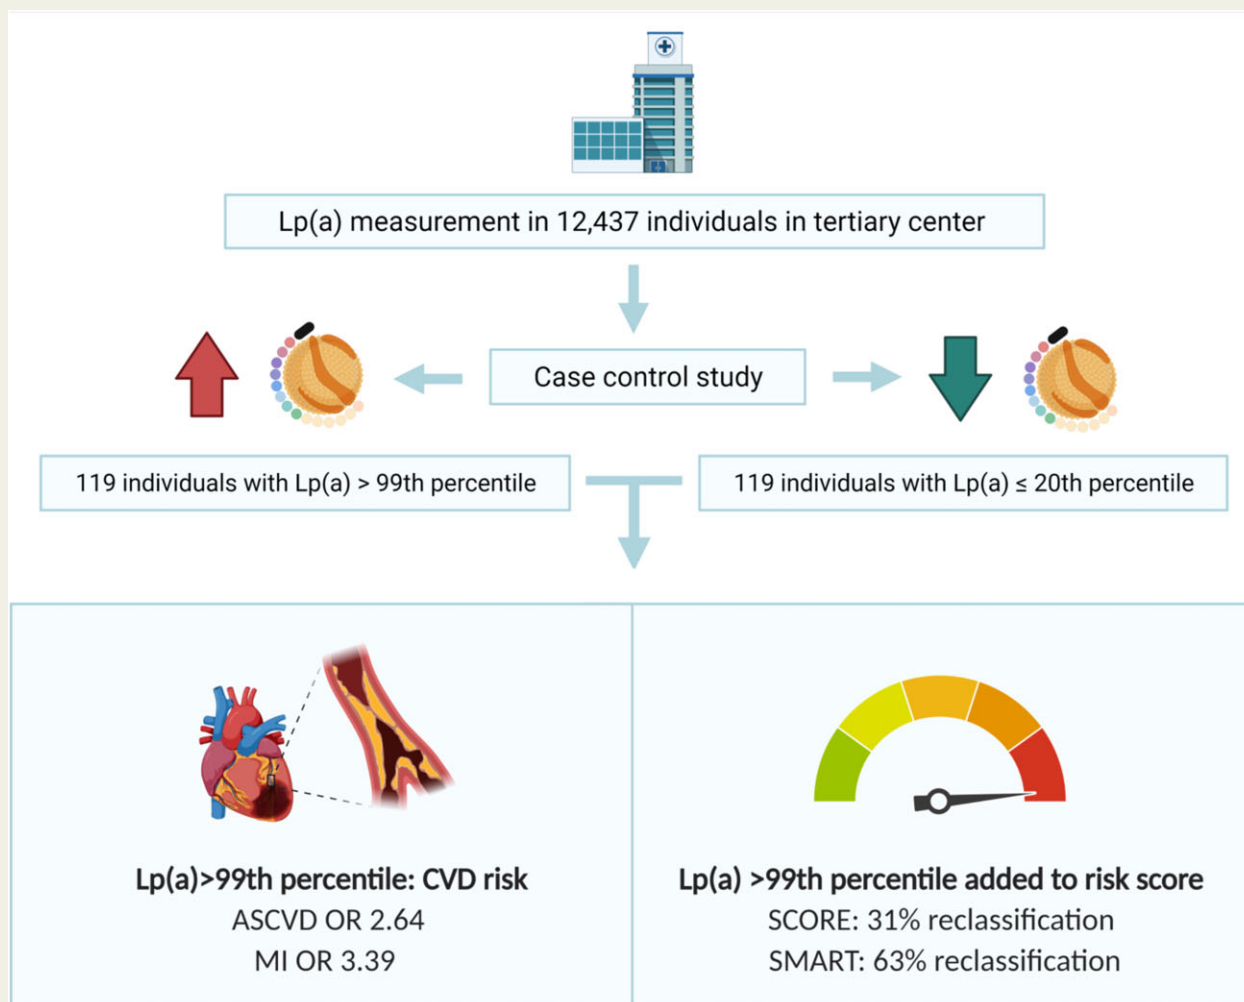 Lp(a) measurement in 12,437 individuals in tertiary center
Case control study
119 individuals with Lp(a) > 99th percentile
119 individuals with Lp(a) ≤ 20th percentile
Lp(a)>99th percentile: CVD risk
ASCVD OR 2.64
MI OR 3.39
Lp(a) >99th percentile added to risk score
SCORE: 31% reclassification
SMART: 63% reclassification